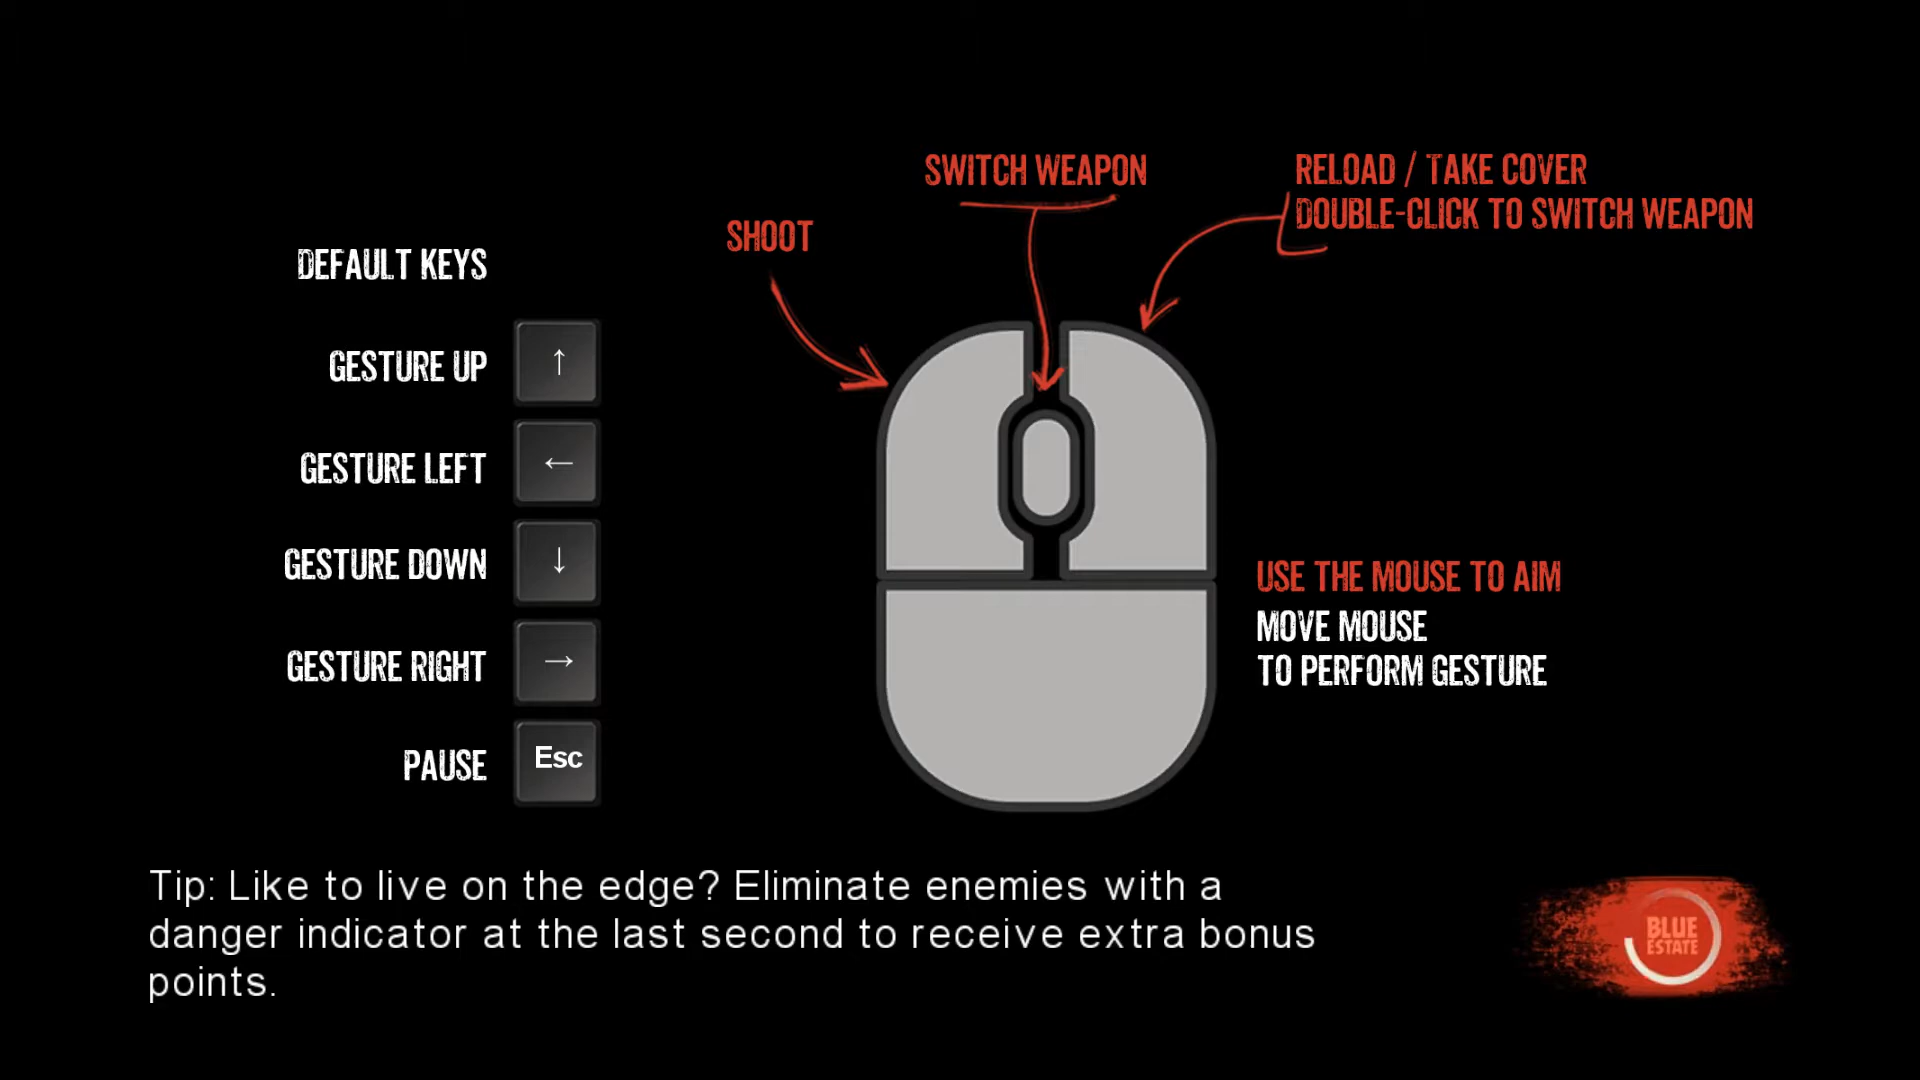 SWITCH WEAPON
RELOAD / TAKE COVER
DOUBLE-CLICK TO SWITCH WEAPON
SHOOT
DEFAULT KEYS
GESTURE UP ↑
GESTURE LEFT ←
GESTURE DOWN ↓
GESTURE RIGHT →
PAUSE Esc
USE THE MOUSE TO AIM
MOVE MOUSE
TO PERFORM GESTURE
Tip: Like to live on the edge? Eliminate enemies with a
danger indicator at the last second to receive extra bonus
points.
BLUE
ESTATE